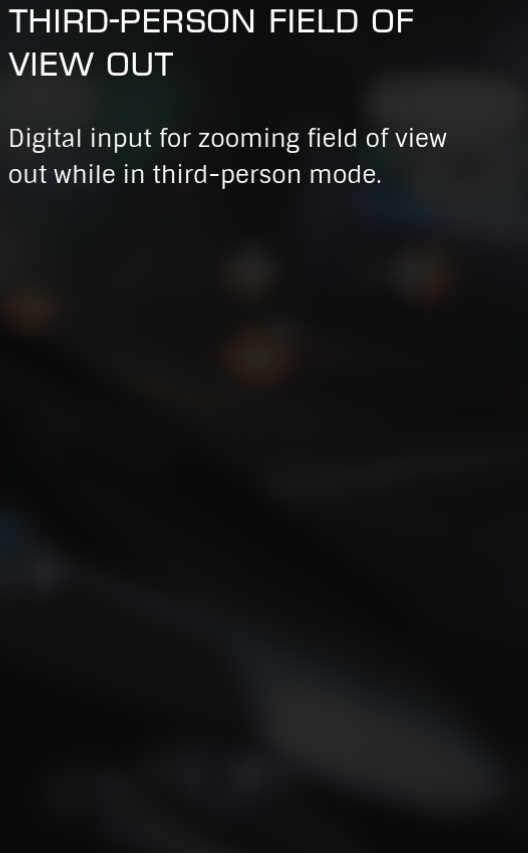 THIRD-PERSON FIELD OF
VIEW OUT
Digital input for zooming field of view
out while in third-person mode.